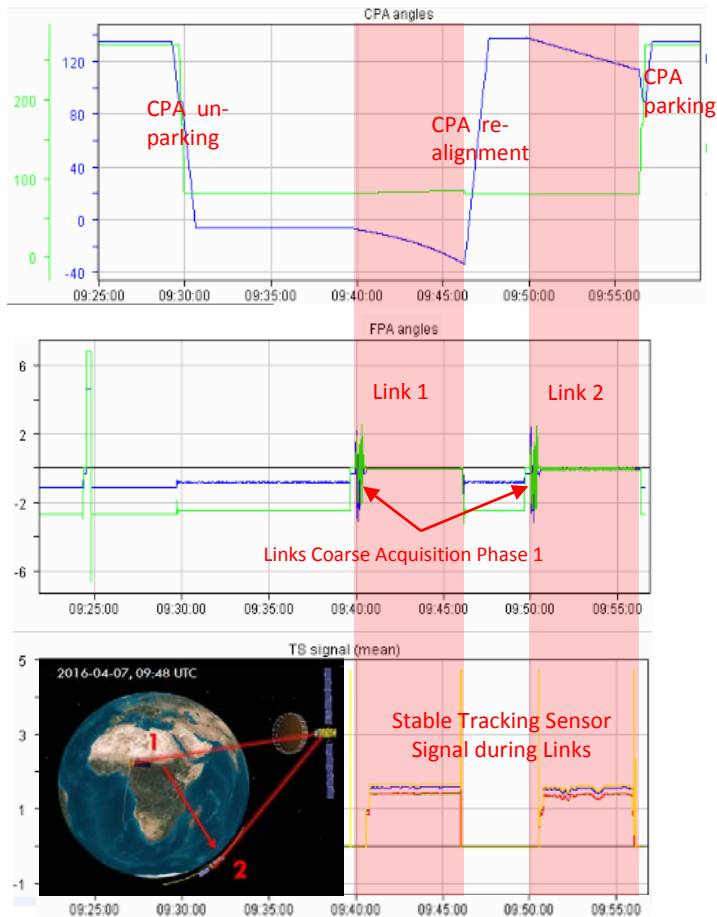 CPA angles
120
80
40
0
-40
200
100
0
CPA un-
parking
CPA re-
alignment
CPA
parking
09:25:00 09:30:00 09:35:00 09:40:00 09:45:00 09:50:00 09:55:00
FPA angles
6
2
-2
-6
Link 1
Link 2
Links Coarse Acquisition Phase 1
09:25:00 09:30:00 09:35:00 09:40:00 09:45:00 09:50:00 09:55:00
TS signal (mean)
5
3
1
-1
2016-04-07, 09:48 UTC
1
2
Stable Tracking Sensor
Signal during Links
09:25:00 09:30:00 09:35:00 09:40:00 09:45:00 09:50:00 09:55:00